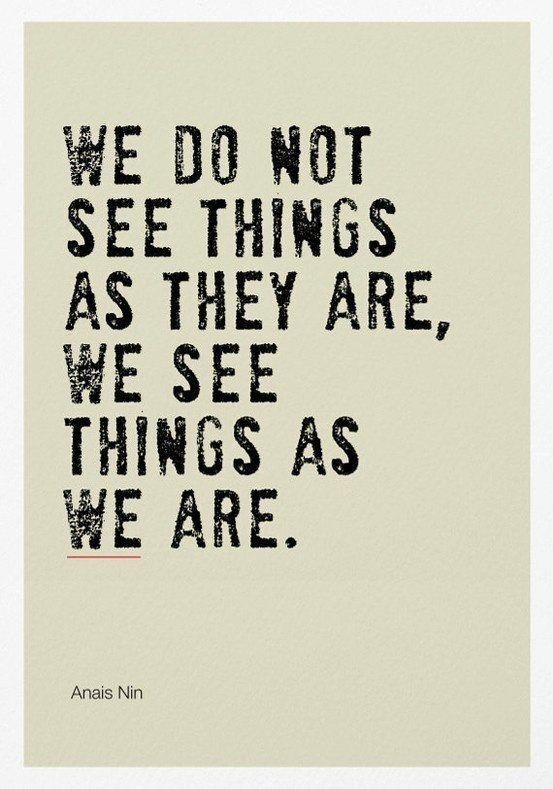 WE DO NOT
SEE THINGS
AS THEY ARE,
WE SEE
THINGS AS
WE ARE.
Anais Nin